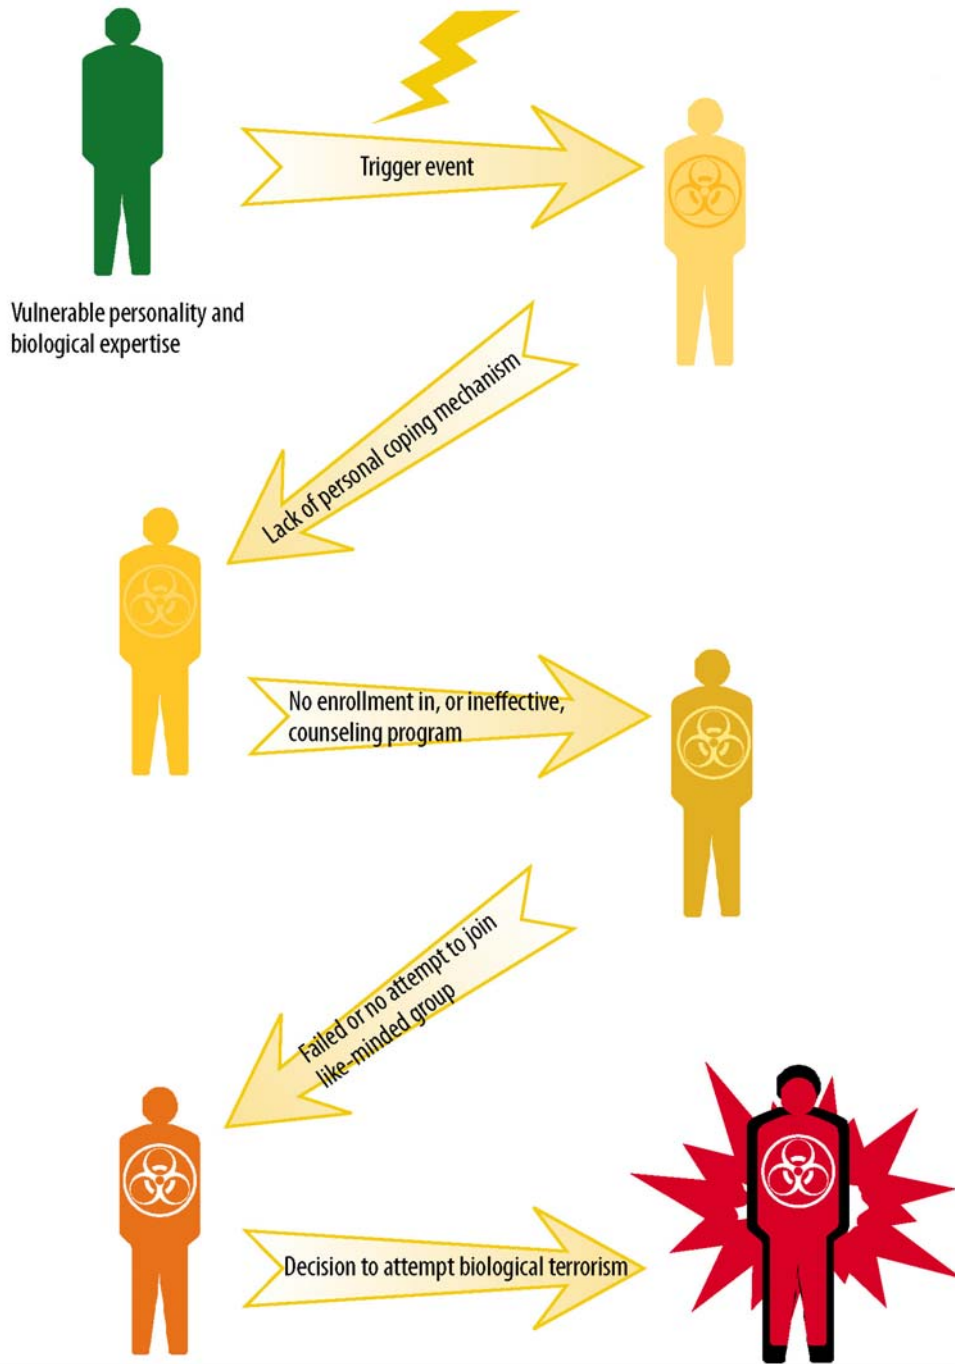 Trigger event
Vulnerable personality and
biological expertise
Lack of personal coping mechanism
No enrollment in, or ineffective,
counseling program
Failed or no attempt to join
like-minded group
Decision to attempt biological terrorism